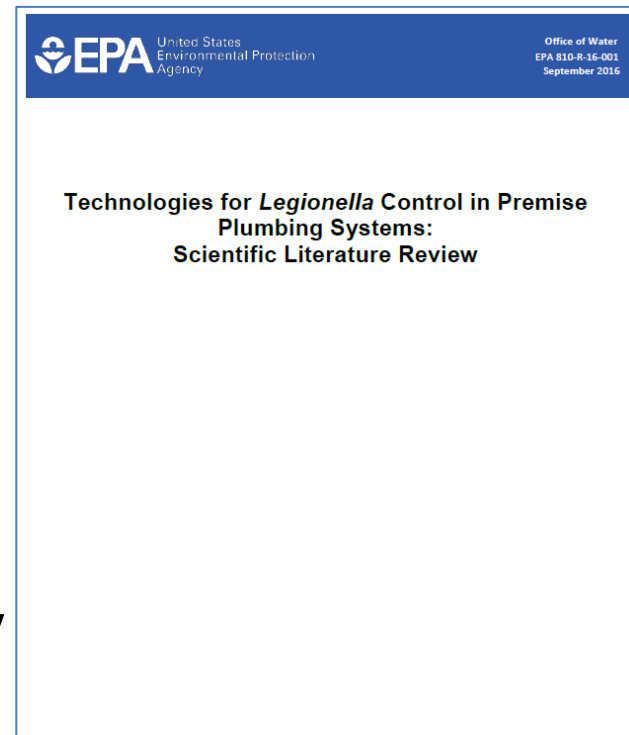 EPA
United States
Environmental Protection
Agency
Office of Water
EPA 810-R-16-001
September 2016
Technologies for Legionella Control in Premise
Plumbing Systems:
Scientific Literature Review